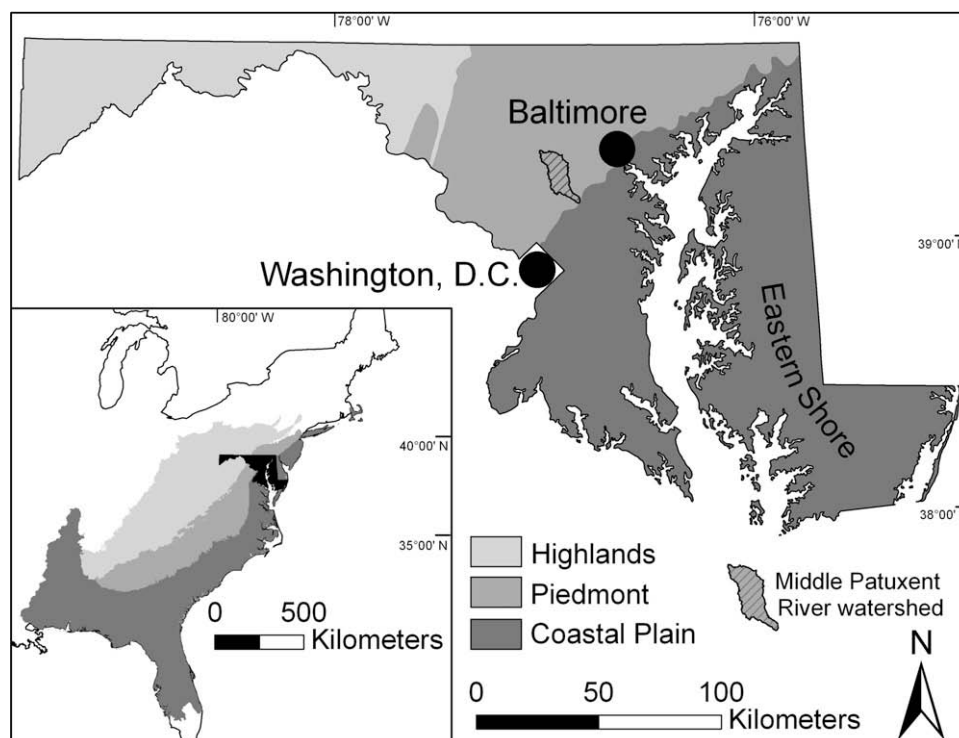 78°00' W
76°00' W
Baltimore
39°00' N
Washington, D.C.
Eastern Shore
80°00' W
40°00' N
35°00' N
38°00' N
0 500
Kilometers
Highlands
Piedmont
Coastal Plain
Middle Patuxent
River watershed
N
0 50 100
Kilometers